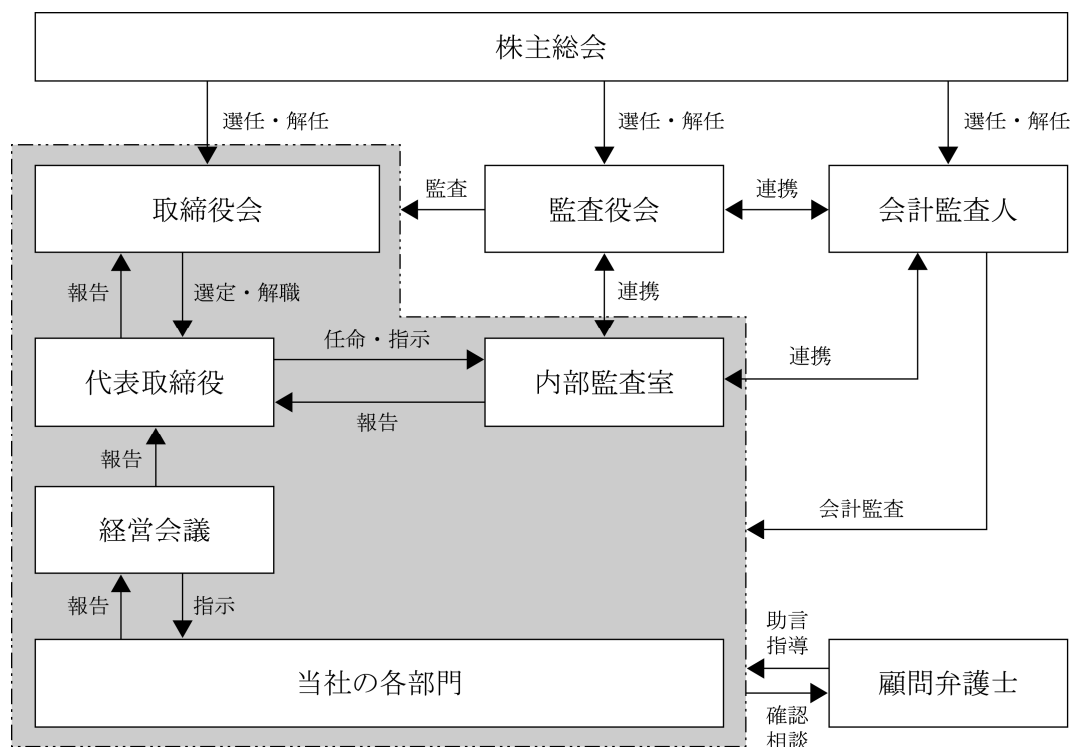 株主総会
選任・解任
選任・解任
選任・解任
取締役会
監査
監査役会
連携
会計監査人
報告
選定・解職
連携
任命・指示
代表取締役
内部監査室
連携
報告
報告
経営会議
会計監査
報告
指示
助言
指導
当社の各部門
顧問弁護士
確認
相談